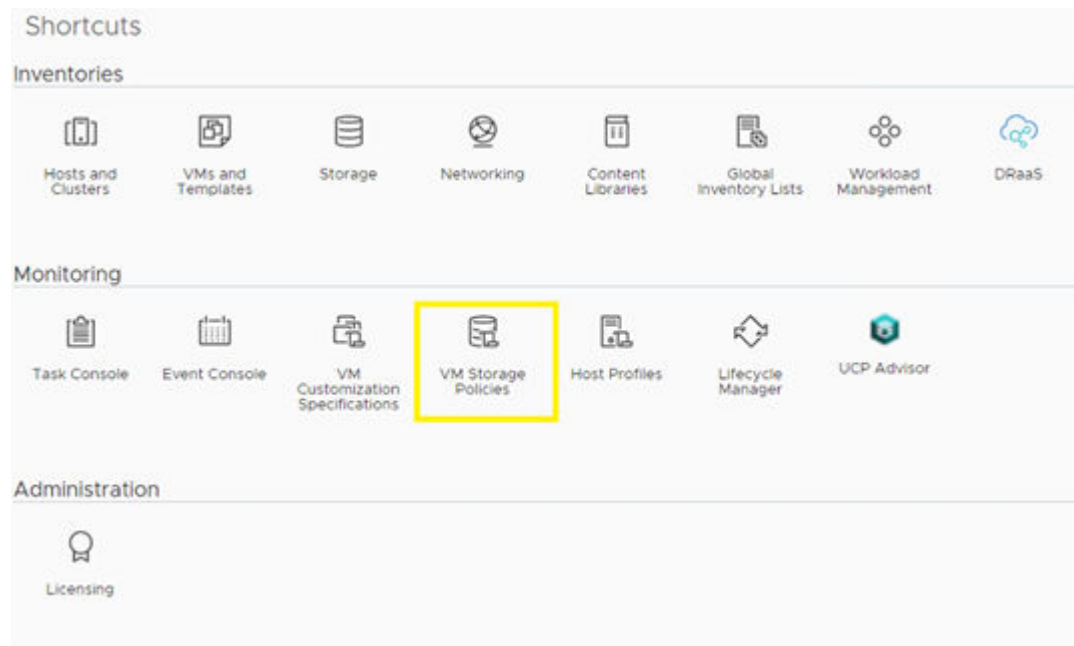 Shortcuts
Inventories
Hosts and
Clusters
VMs and
Templates
Storage
Networking
Content
Libraries
Global
Inventory Lists
Workload
Management
DRaaS
Monitoring
Task Console
Event Console
VM
Customization
Specifications
VM Storage
Policies
Host Profiles
Lifecycle
Manager
UCP Advisor
Administration
Licensing